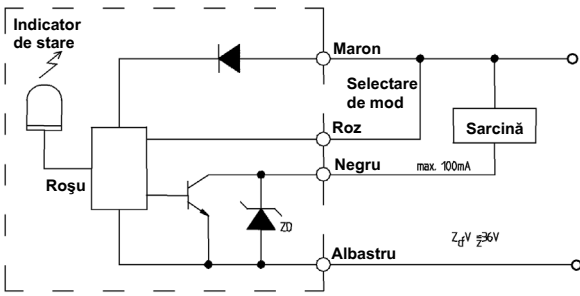 Indicator
de stare
Maron
Selectare
de mod
Sarcină
Roz
Roşu
Negru
max. 100mA
ZD
Albastru